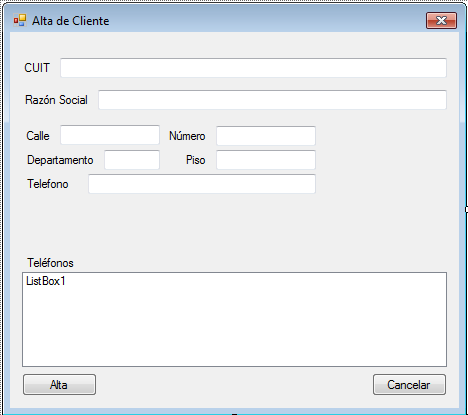 Alta de Cliente
CUIT
Razón Social
Calle Número
Departamento Piso
Telefono
Teléfonos
ListBox1
Alta Cancelar